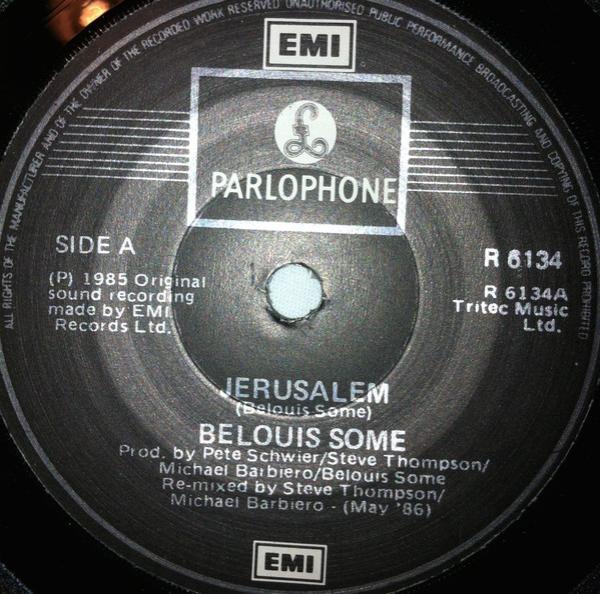 ALL RIGHTS OF THE MANUFACTURER AND OF THE OWNER OF THE RECORDED WORK RESERVED UNAUTHORISED PUBLIC PERFORMANCE BROADCASTING AND COPYING OF THIS RECORD PROHIBITED
EMI
£
PARLOPHONE
SIDE A
R 6134
(P) 1985 Original
sound recording
made by EMI
Records Ltd.
R 6134A
Tritec Music
Ltd.
JERUSALEM
(Belouis Some)
BELOUIS SOME
Prod. by Pete Schwier/Steve Thompson/
Michael Barbiero/Belouis Some
Re-mixed by Steve Thompson/
Michael Barbiero - (May '86)
EMI